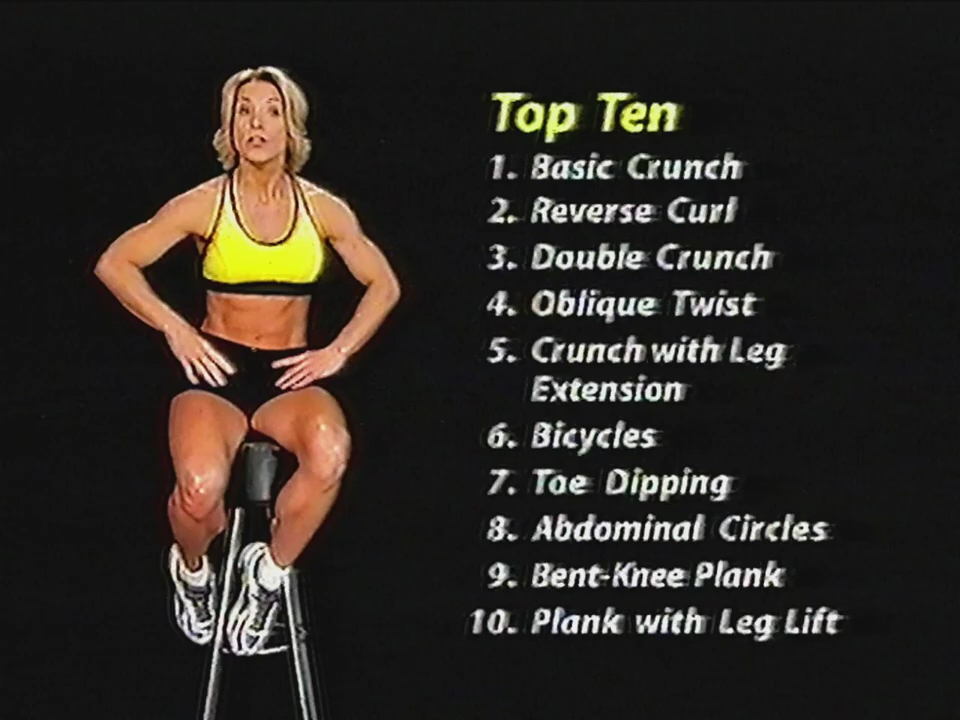 Top Ten
1. Basic Crunch
2. Reverse Curl
3. Double Crunch
4. Oblique Twist
5. Crunch with Leg
Extension
6. Bicycles
7. Toe Dipping
8. Abdominal Circles
9. Bent-Knee Plank
10. Plank with Leg Lift